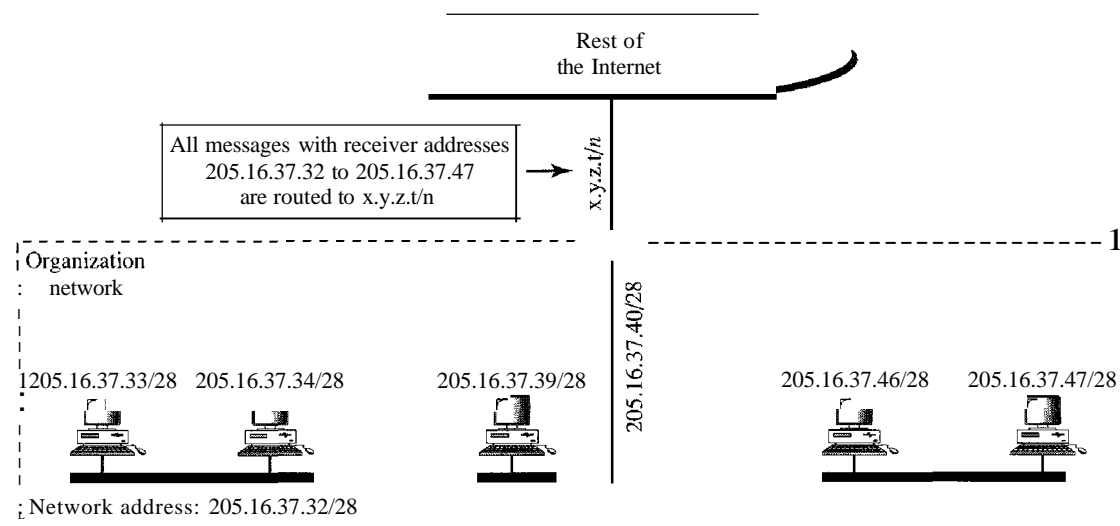 Rest of
the Internet
All messages with receiver addresses
205.16.37.32 to 205.16.37.47
are routed to x.y.z.t/n
x.y.z.t/n
1
Organization
: network
205.16.37.40/28
1205.16.37.33/28 205.16.37.34/28 205.16.37.39/28 205.16.37.46/28 205.16.37.47/28
: Network address: 205.16.37.32/28